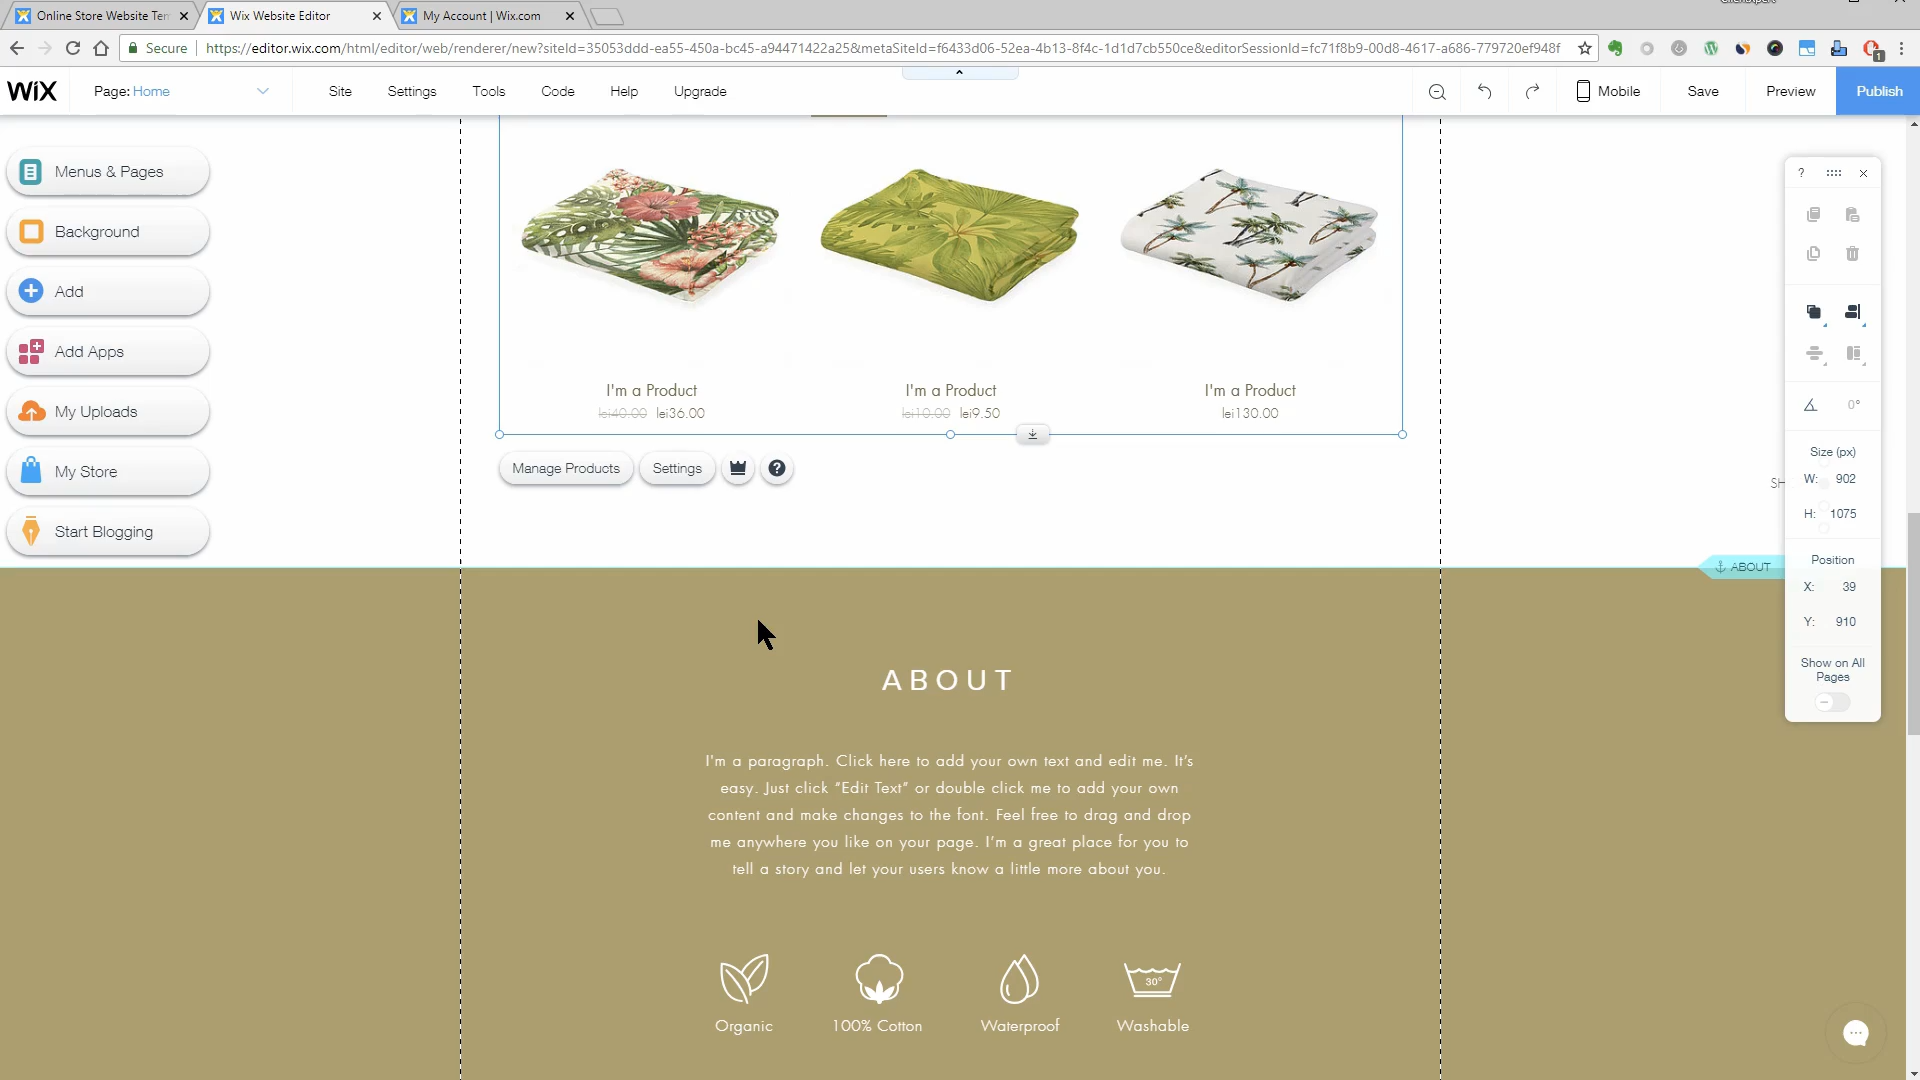 Online Store Website Ter
Wix Website Editor
My Account | Wix.com
Secure
https://editor.wix.com/html/editor/web/renderer/new?siteId=35053ddd-ea55-450a-bc45-a94471422a25&metaSiteId=f6433d06-52ea-4b13-8f4c-1d1d7cb550ce&editorSessionId=fc71f8b9-00d8-4617-a686-779720ef948f
1
WiX
Page: Home
Site
Settings
Tools
Code
Help
Upgrade
Mobile
Save
Preview
Publish
Menus & Pages
Background
Add
Add Apps
My Uploads
My Store
Start Blogging
I'm a Product
lei40.00 lei36.00
I'm a Product
lei10.00 lei9.50
I'm a Product
lei130.00
Manage Products
Settings
?
?
0°
Size (px)
W: 902
SH
H: 1075
Position
ABOUT
X: 39
Y: 910
Show on All
Pages
ABOUT
I'm a paragraph. Click here to add your own text and edit me. It's
easy. Just click "Edit Text" or double click me to add your own
content and make changes to the font. Feel free to drag and drop
me anywhere you like on your page. I'm a great place for you to
tell a story and let your users know a little more about you.
30°
Organic
100% Cotton
Waterproof
Washable